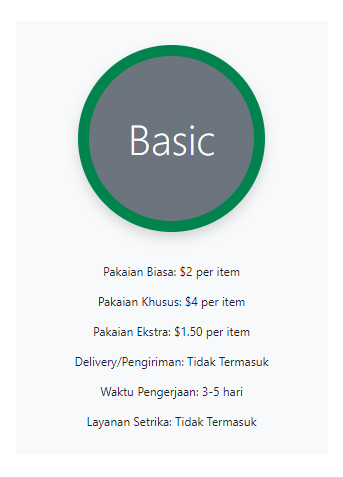 Basic
Pakaian Biasa: $2 per item
Pakaian Khusus: $4 per item
Pakaian Ekstra: $1.50 per item
Delivery/Pengiriman: Tidak Termasuk
Waktu Pengerjaan: 3-5 hari
Layanan Setrika: Tidak Termasuk